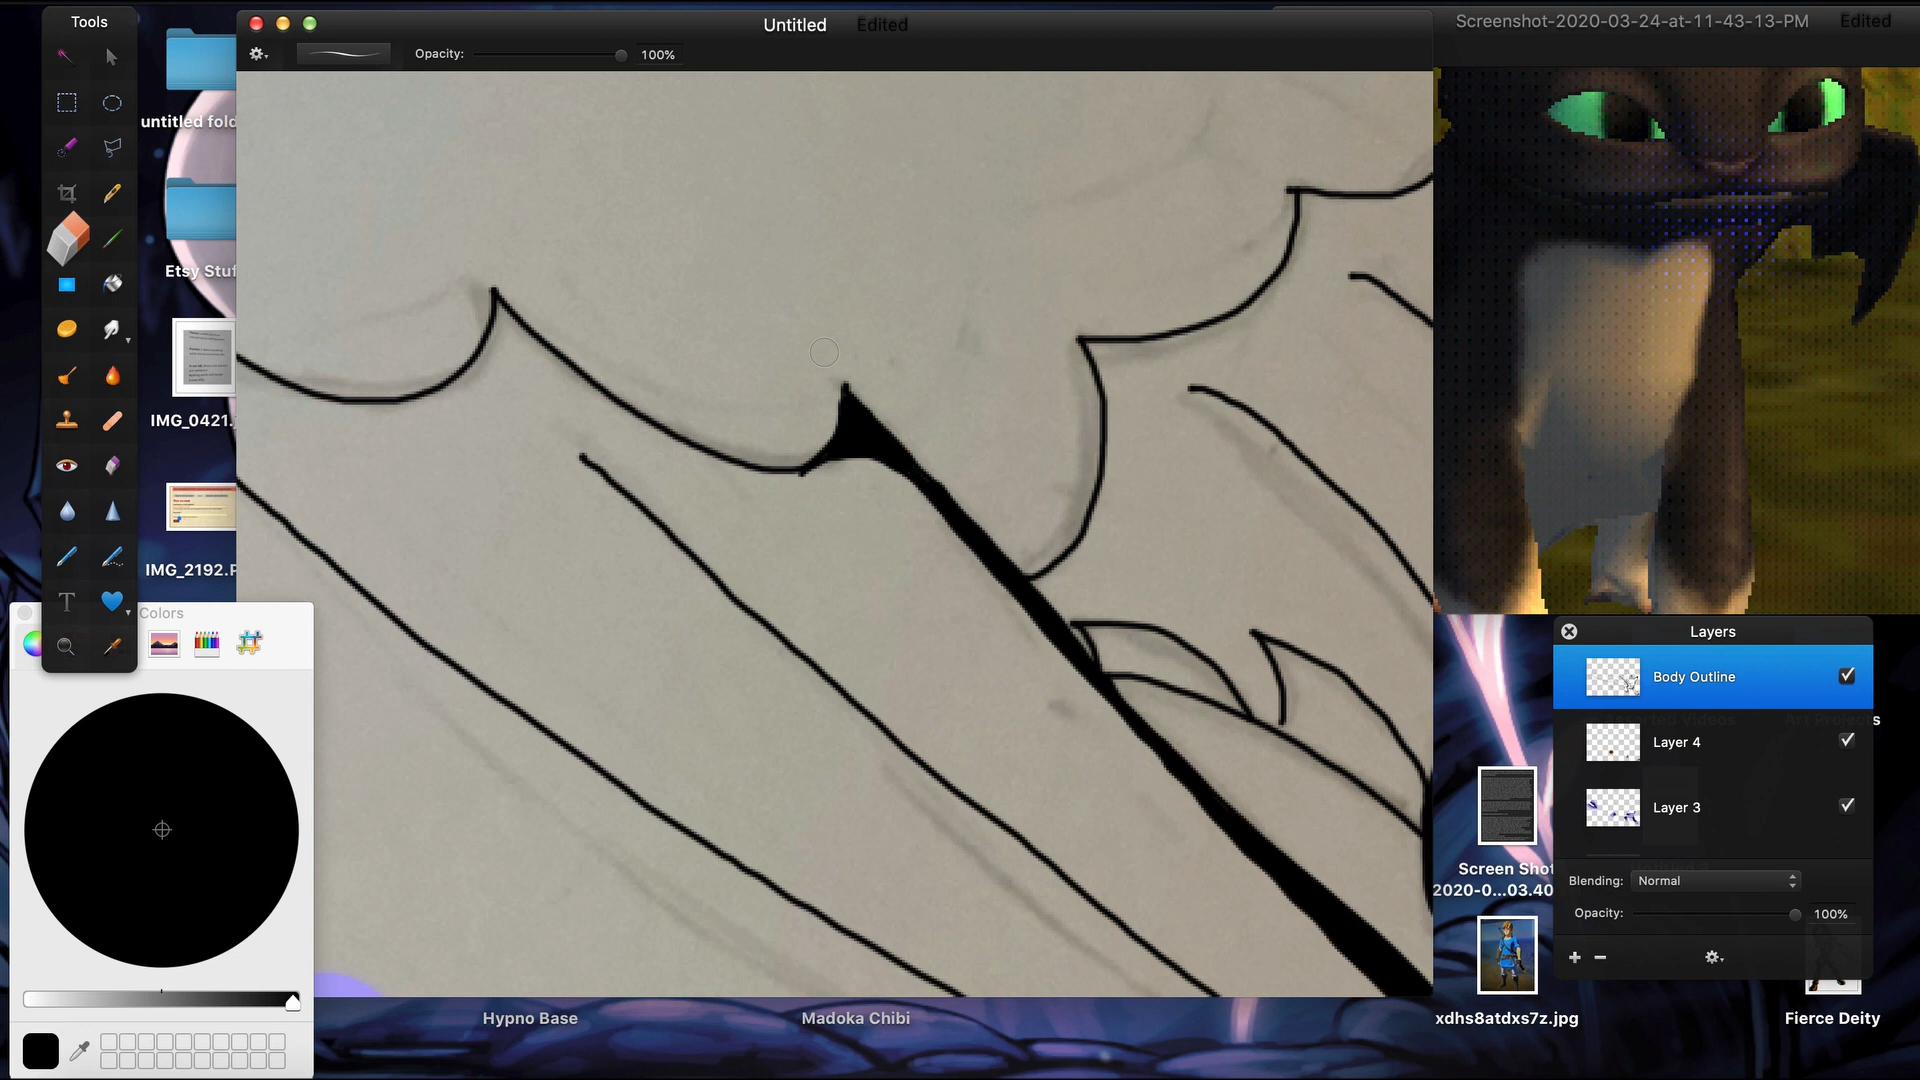 Tools
Untitled
Edited
Screenshot-2020-03-24-at-11-43-13-PM
Edited
Opacity:
100%
untitled fold
Etsy Stuf
IMG_0421.
IMG_2192.P
T
Colors
Layers
Body Outline
Layer 4
Layer 3
Blending:
Normal
Opacity:
100%
Screen Shot
2020-0...03.40
xdhs8atdxs7z.jpg
Fierce Deity
Hypno Base
Madoka Chibi